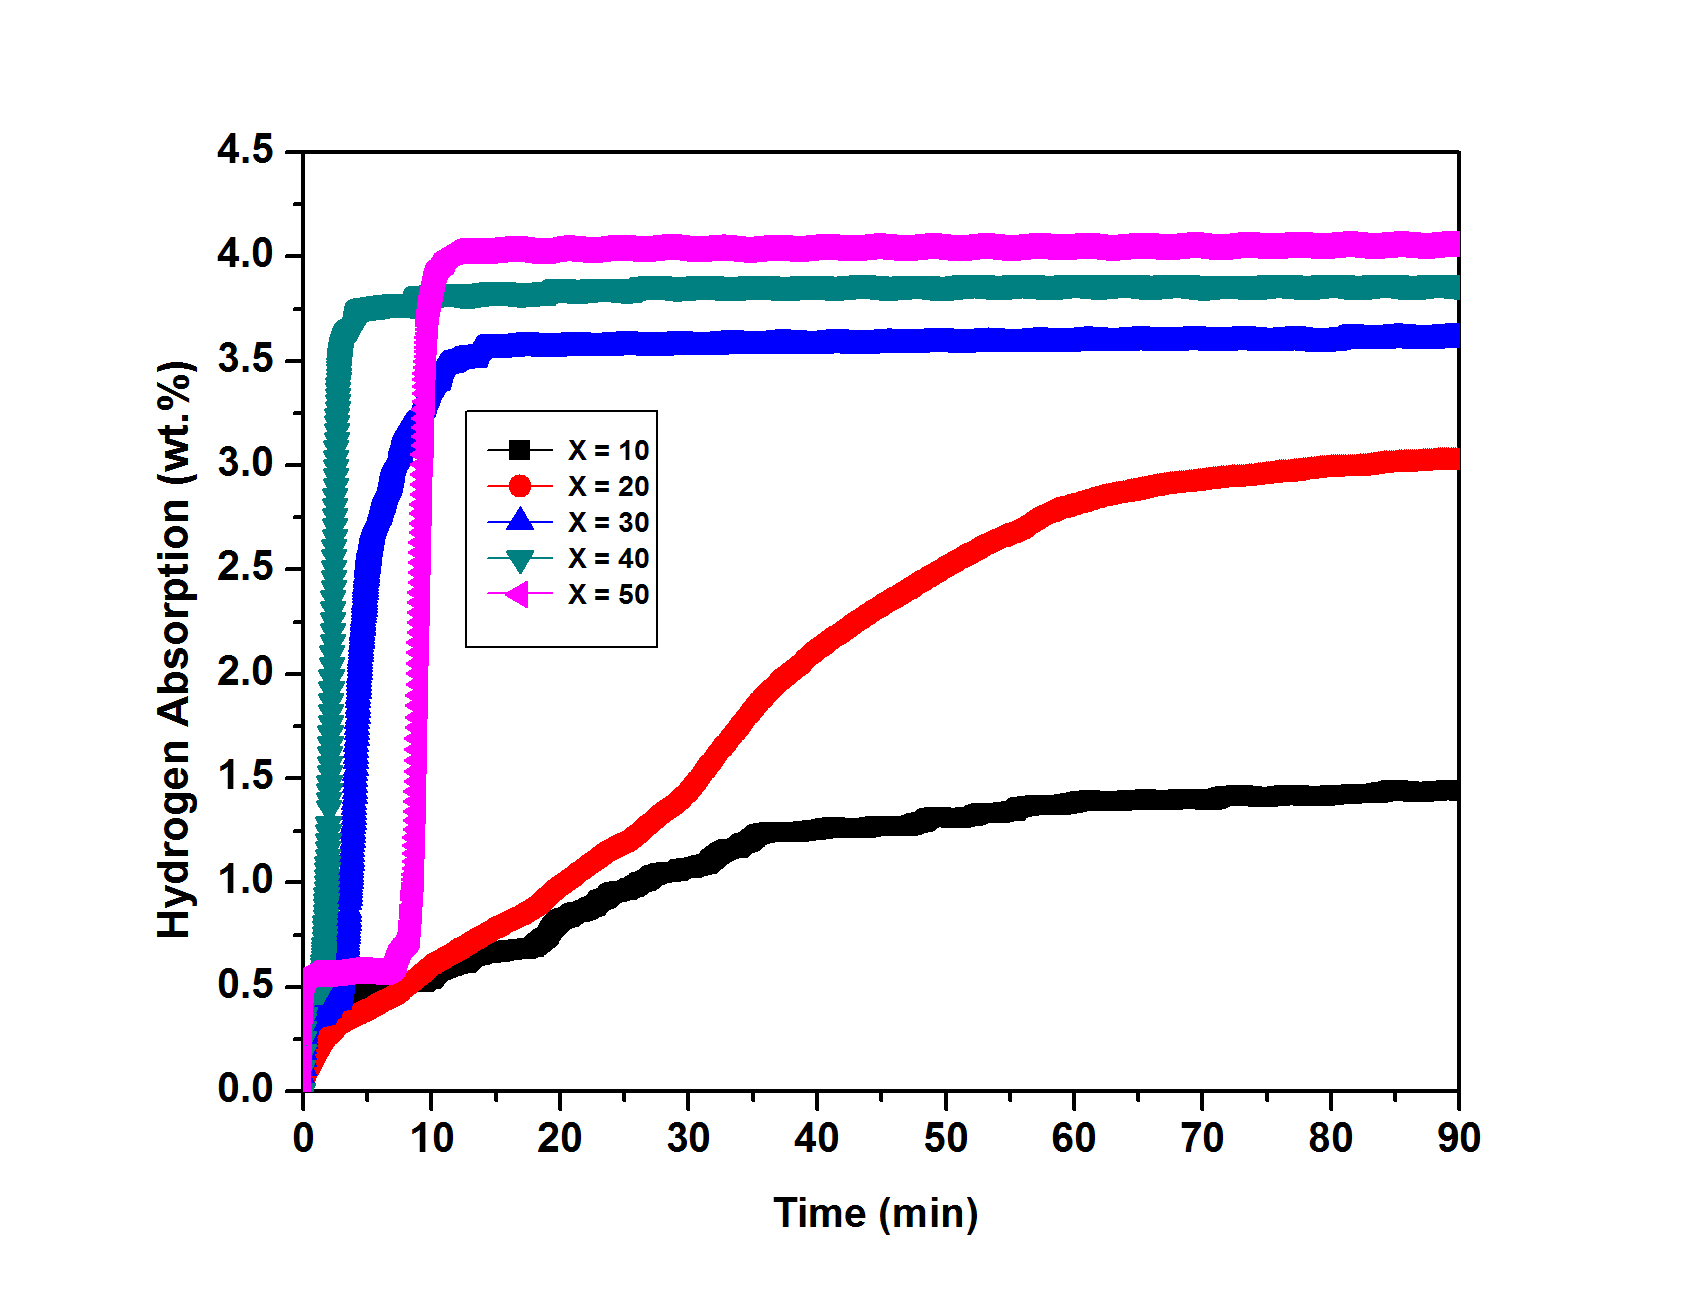 4.5
4.0
3.5
3.0
2.5
2.0
1.5
1.0
0.5
0.0
Hydrogen Absorption (wt.%)
X = 10
X = 20
X = 30
X = 40
X = 50
0 10 20 30 40 50 60 70 80 90
Time (min)